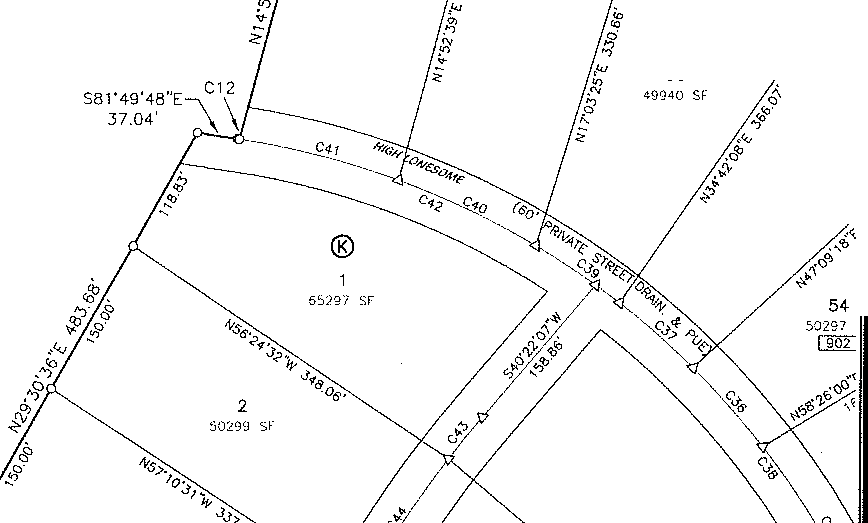 N14°5
C12
S81°49'48"E
37.04'
N14°52'39"E
N17°03'25"E 330.66'
49940 SF
N34°42'08"E 366.07'
C41
HIGH LONESOME
C42
C40
(60' PRIVATE STREET, DRAIN. & PUE)
118.83'
K
1
65297 SF
C39
N47°09'18"E
C37
54
50297
902
N29°30'36"E 483.68'
150.00'
N56°24'32"W 348.06'
S40°22'07"W
158.86'
C36
N58°26'00"
2
50299 SF
C43
C38
150.00'
N57°10'31"W 337
C44